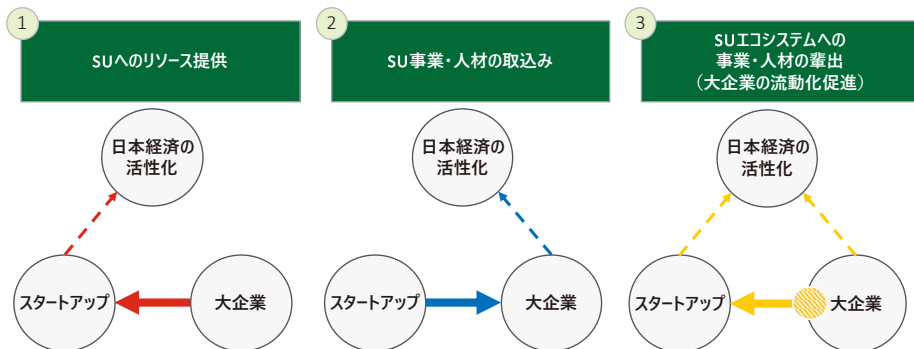 1
SUへのリソース提供
日本経済の
活性化
スタートアップ
大企業
2
SU事業・人材の取込み
日本経済の
活性化
スタートアップ
大企業
3
SUエコシステムへの
事業・人材の輩出
（大企業の流動化促進）
日本経済の
活性化
スタートアップ
大企業